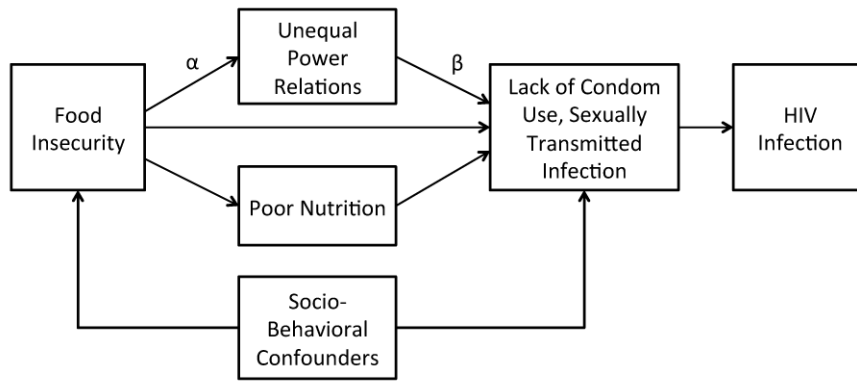 Unequal
Power
Relations
α
β
Food
Insecurity
Lack of Condom
Use, Sexually
Transmitted
Infection
HIV
Infection
Poor Nutrition
Socio-
Behavioral
Confounders